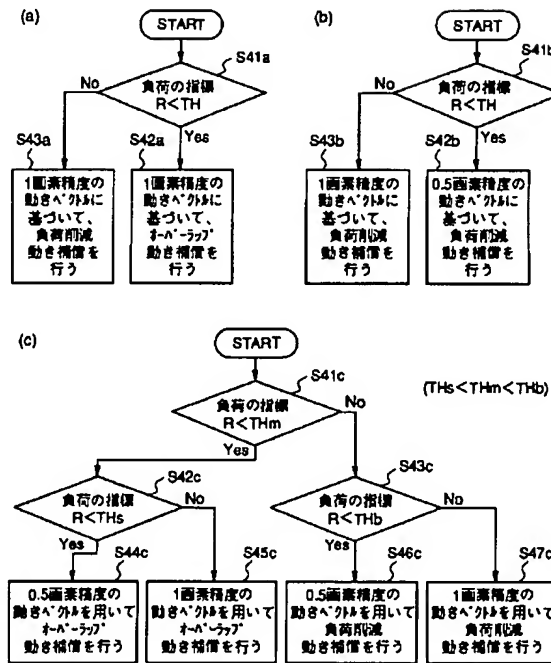 (a)
START
S41a
負荷の指標
R<TH
No
Yes
S43a
S42a
1画素精度の
動きベクトルに
基づいて、
負荷削減
動き補償を
行う
1画素精度の
動きベクトルに
基づいて、
オーバーラップ
動き補償を
行う
(b)
START
S41b
負荷の指標
R<TH
No
Yes
S43b
S42b
1画素精度の
動きベクトルに
基づいて、
負荷削減
動き補償を
行う
0.5画素精度の
動きベクトルに
基づいて、
負荷削減
動き補償を
行う
(c)
START
S41c
(THs<THm<THb)
負荷の指標
R<THm
Yes
No
S42c
負荷の指標
R<THs
Yes
No
S43c
負荷の指標
R<THb
Yes
No
S44c
S45c
S46c
S47c
0.5画素精度の
動きベクトルを用いて
オーバーラップ
動き補償を行う
1画素精度の
動きベクトルを用いて
オーバーラップ
動き補償を行う
0.5画素精度の
動きベクトルを用いて
負荷削減
動き補償を行う
1画素精度の
動きベクトルを用いて
負荷削減
動き補償を行う